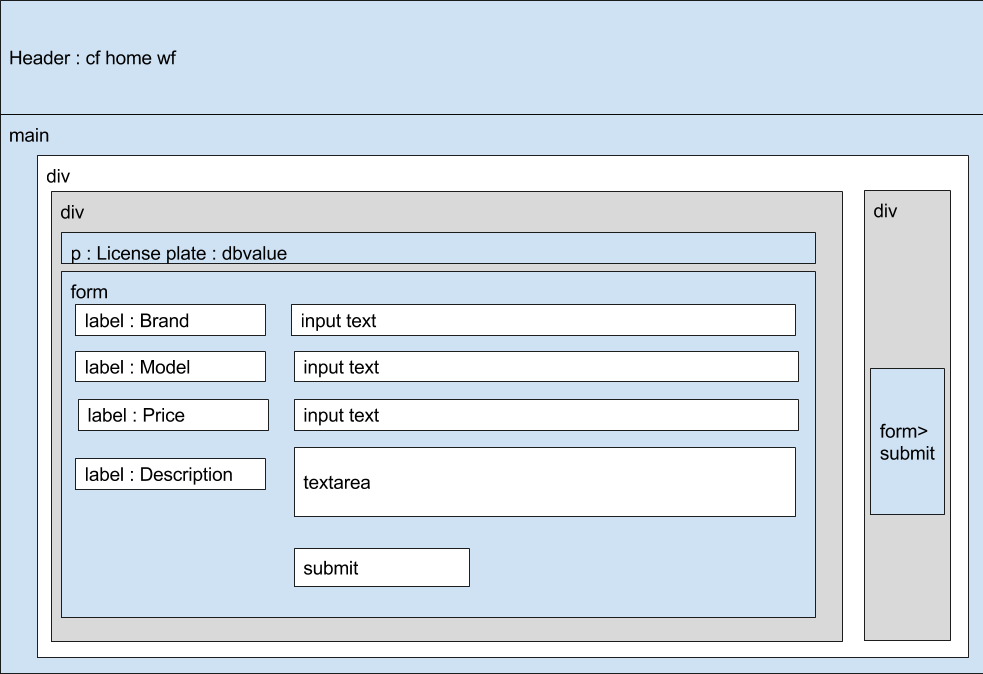 Header : cf home wf
main
div
div
div
p : License plate : dbvalue
form
label : Brand
input text
label : Model
input text
label : Price
input text
label : Description
textarea
submit
form>
submit